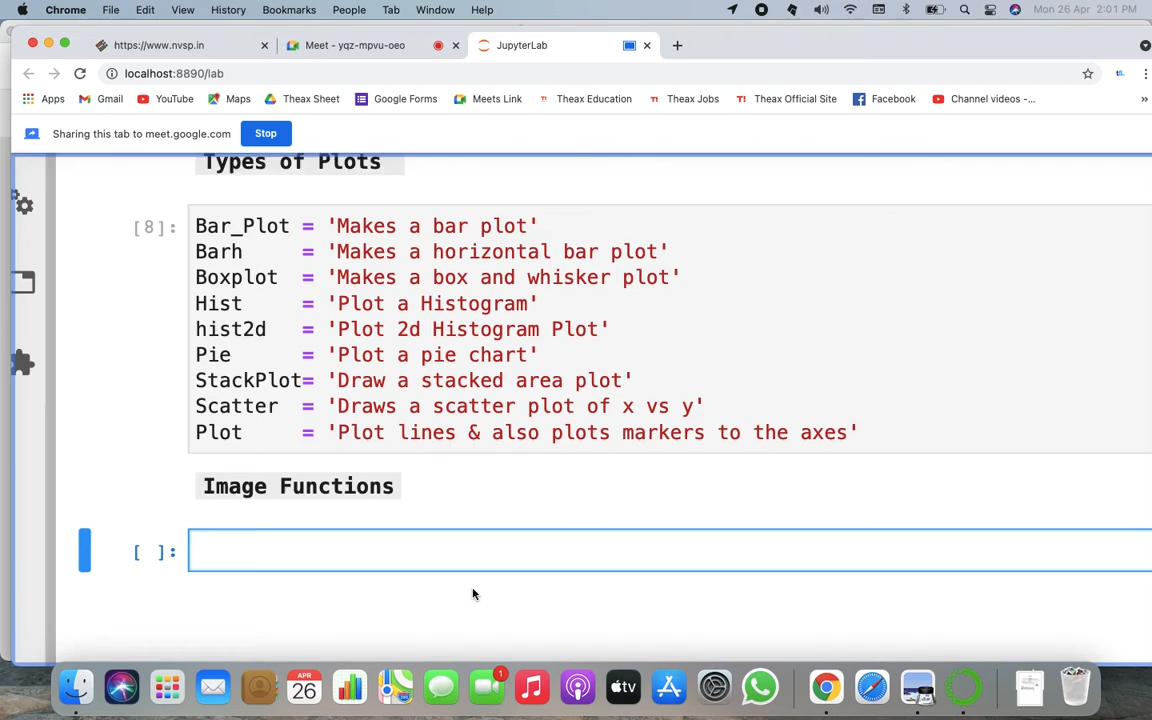 Chrome File Edit View History Bookmarks People Tab Window Help Mon 26 Apr 2:01 PM
https://www.nvsp.in Meet - yqz-mpvu-oeo JupyterLab
localhost:8890/lab
Apps Gmail YouTube Maps Theax Sheet Google Forms Meets Link Theax Education Theax Jobs Theax Official Site Facebook Channel videos -... »
Sharing this tab to meet.google.com Stop
Types of Plots
[8]: Bar_Plot = 'Makes a bar plot'
Barh = 'Makes a horizontal bar plot'
Boxplot = 'Makes a box and whisker plot'
Hist = 'Plot a Histogram'
hist2d = 'Plot 2d Histogram Plot'
Pie = 'Plot a pie chart'
StackPlot= 'Draw a stacked area plot'
Scatter = 'Draws a scatter plot of x vs y'
Plot = 'Plot lines & also plots markers to the axes'
Image Functions
[ ]:
APR
26
1
tv